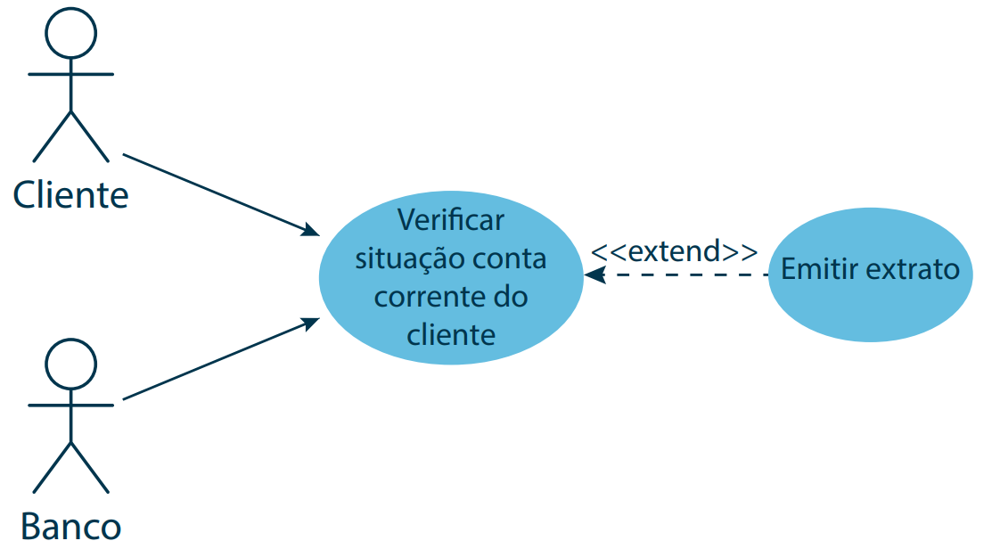 Cliente
Verificar
situação conta
corrente do
cliente
<<extend>>
Emitir extrato
Banco